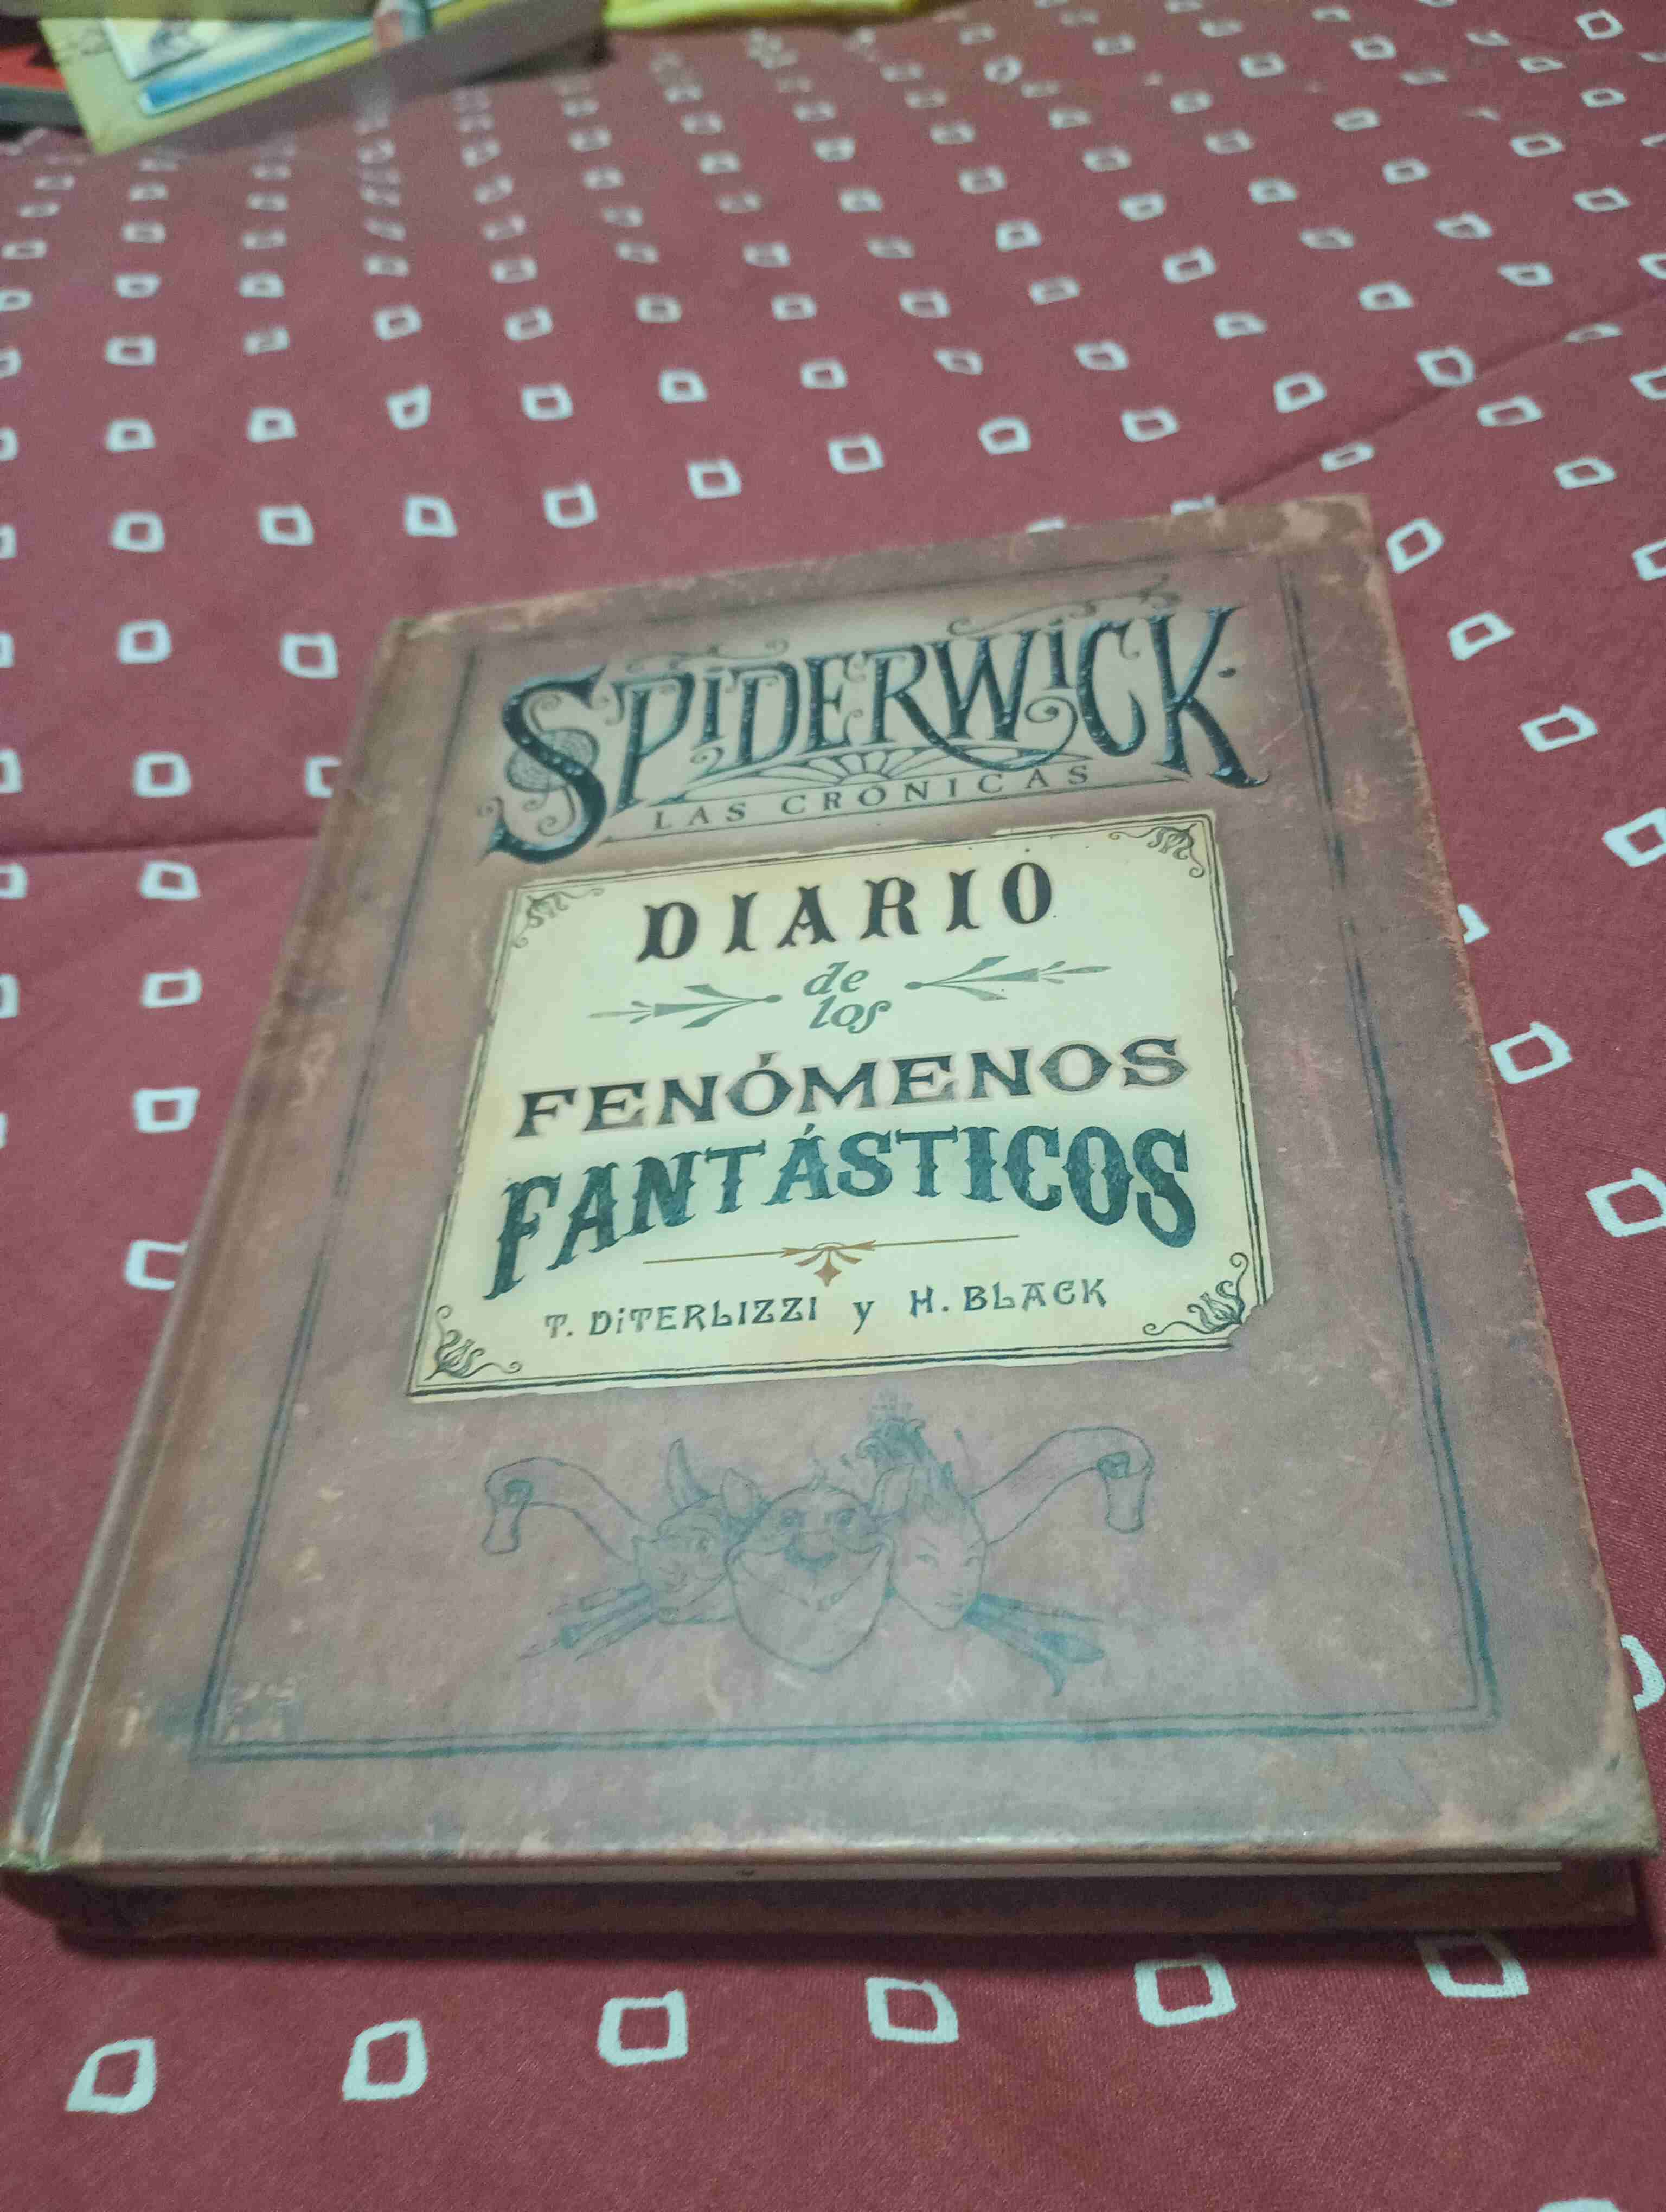 SPiDERWiCK
LAS CRÓNICAS
DIARIO
de
los
FENÓMENOS
FANTÁSTICOS
T. DiTERLIZZI y H. BLACK